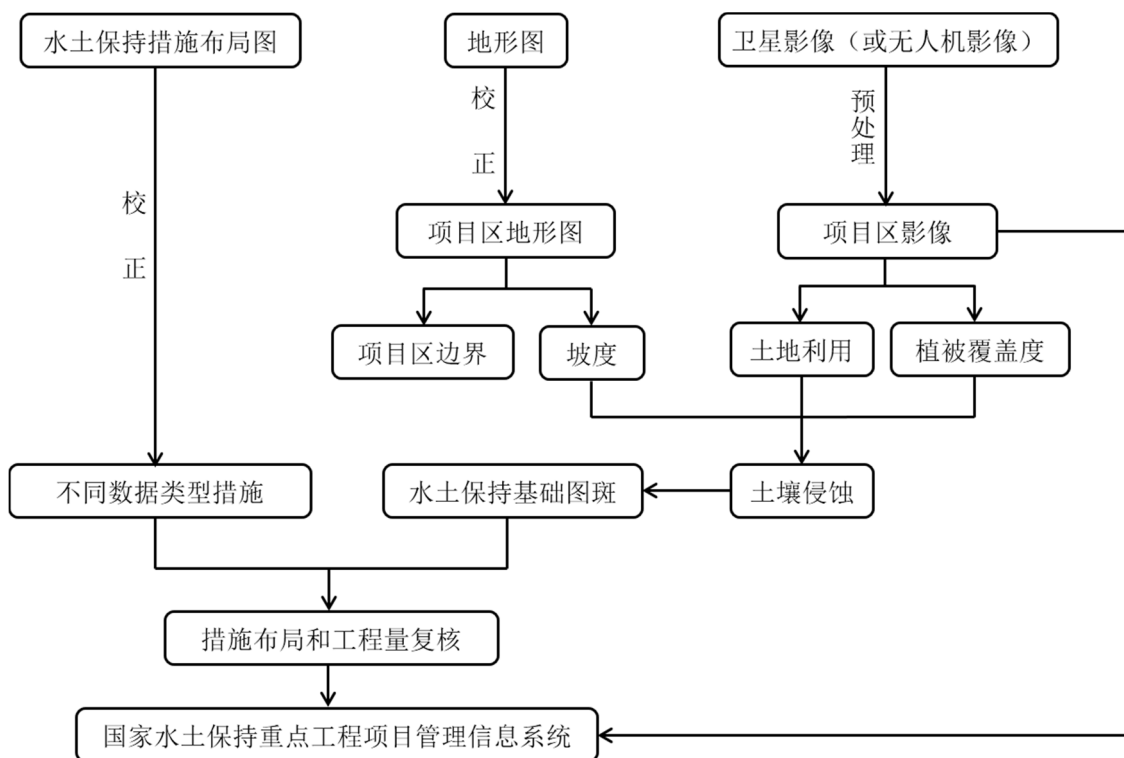 水土保持措施布局图
地形图
卫星影像（或无人机影像）
校正
预处理
校正
项目区地形图
项目区影像
项目区边界
坡度
土地利用
植被覆盖度
不同数据类型措施
水土保持基础图斑
土壤侵蚀
措施布局和工程量复核
国家水土保持重点工程项目管理信息系统